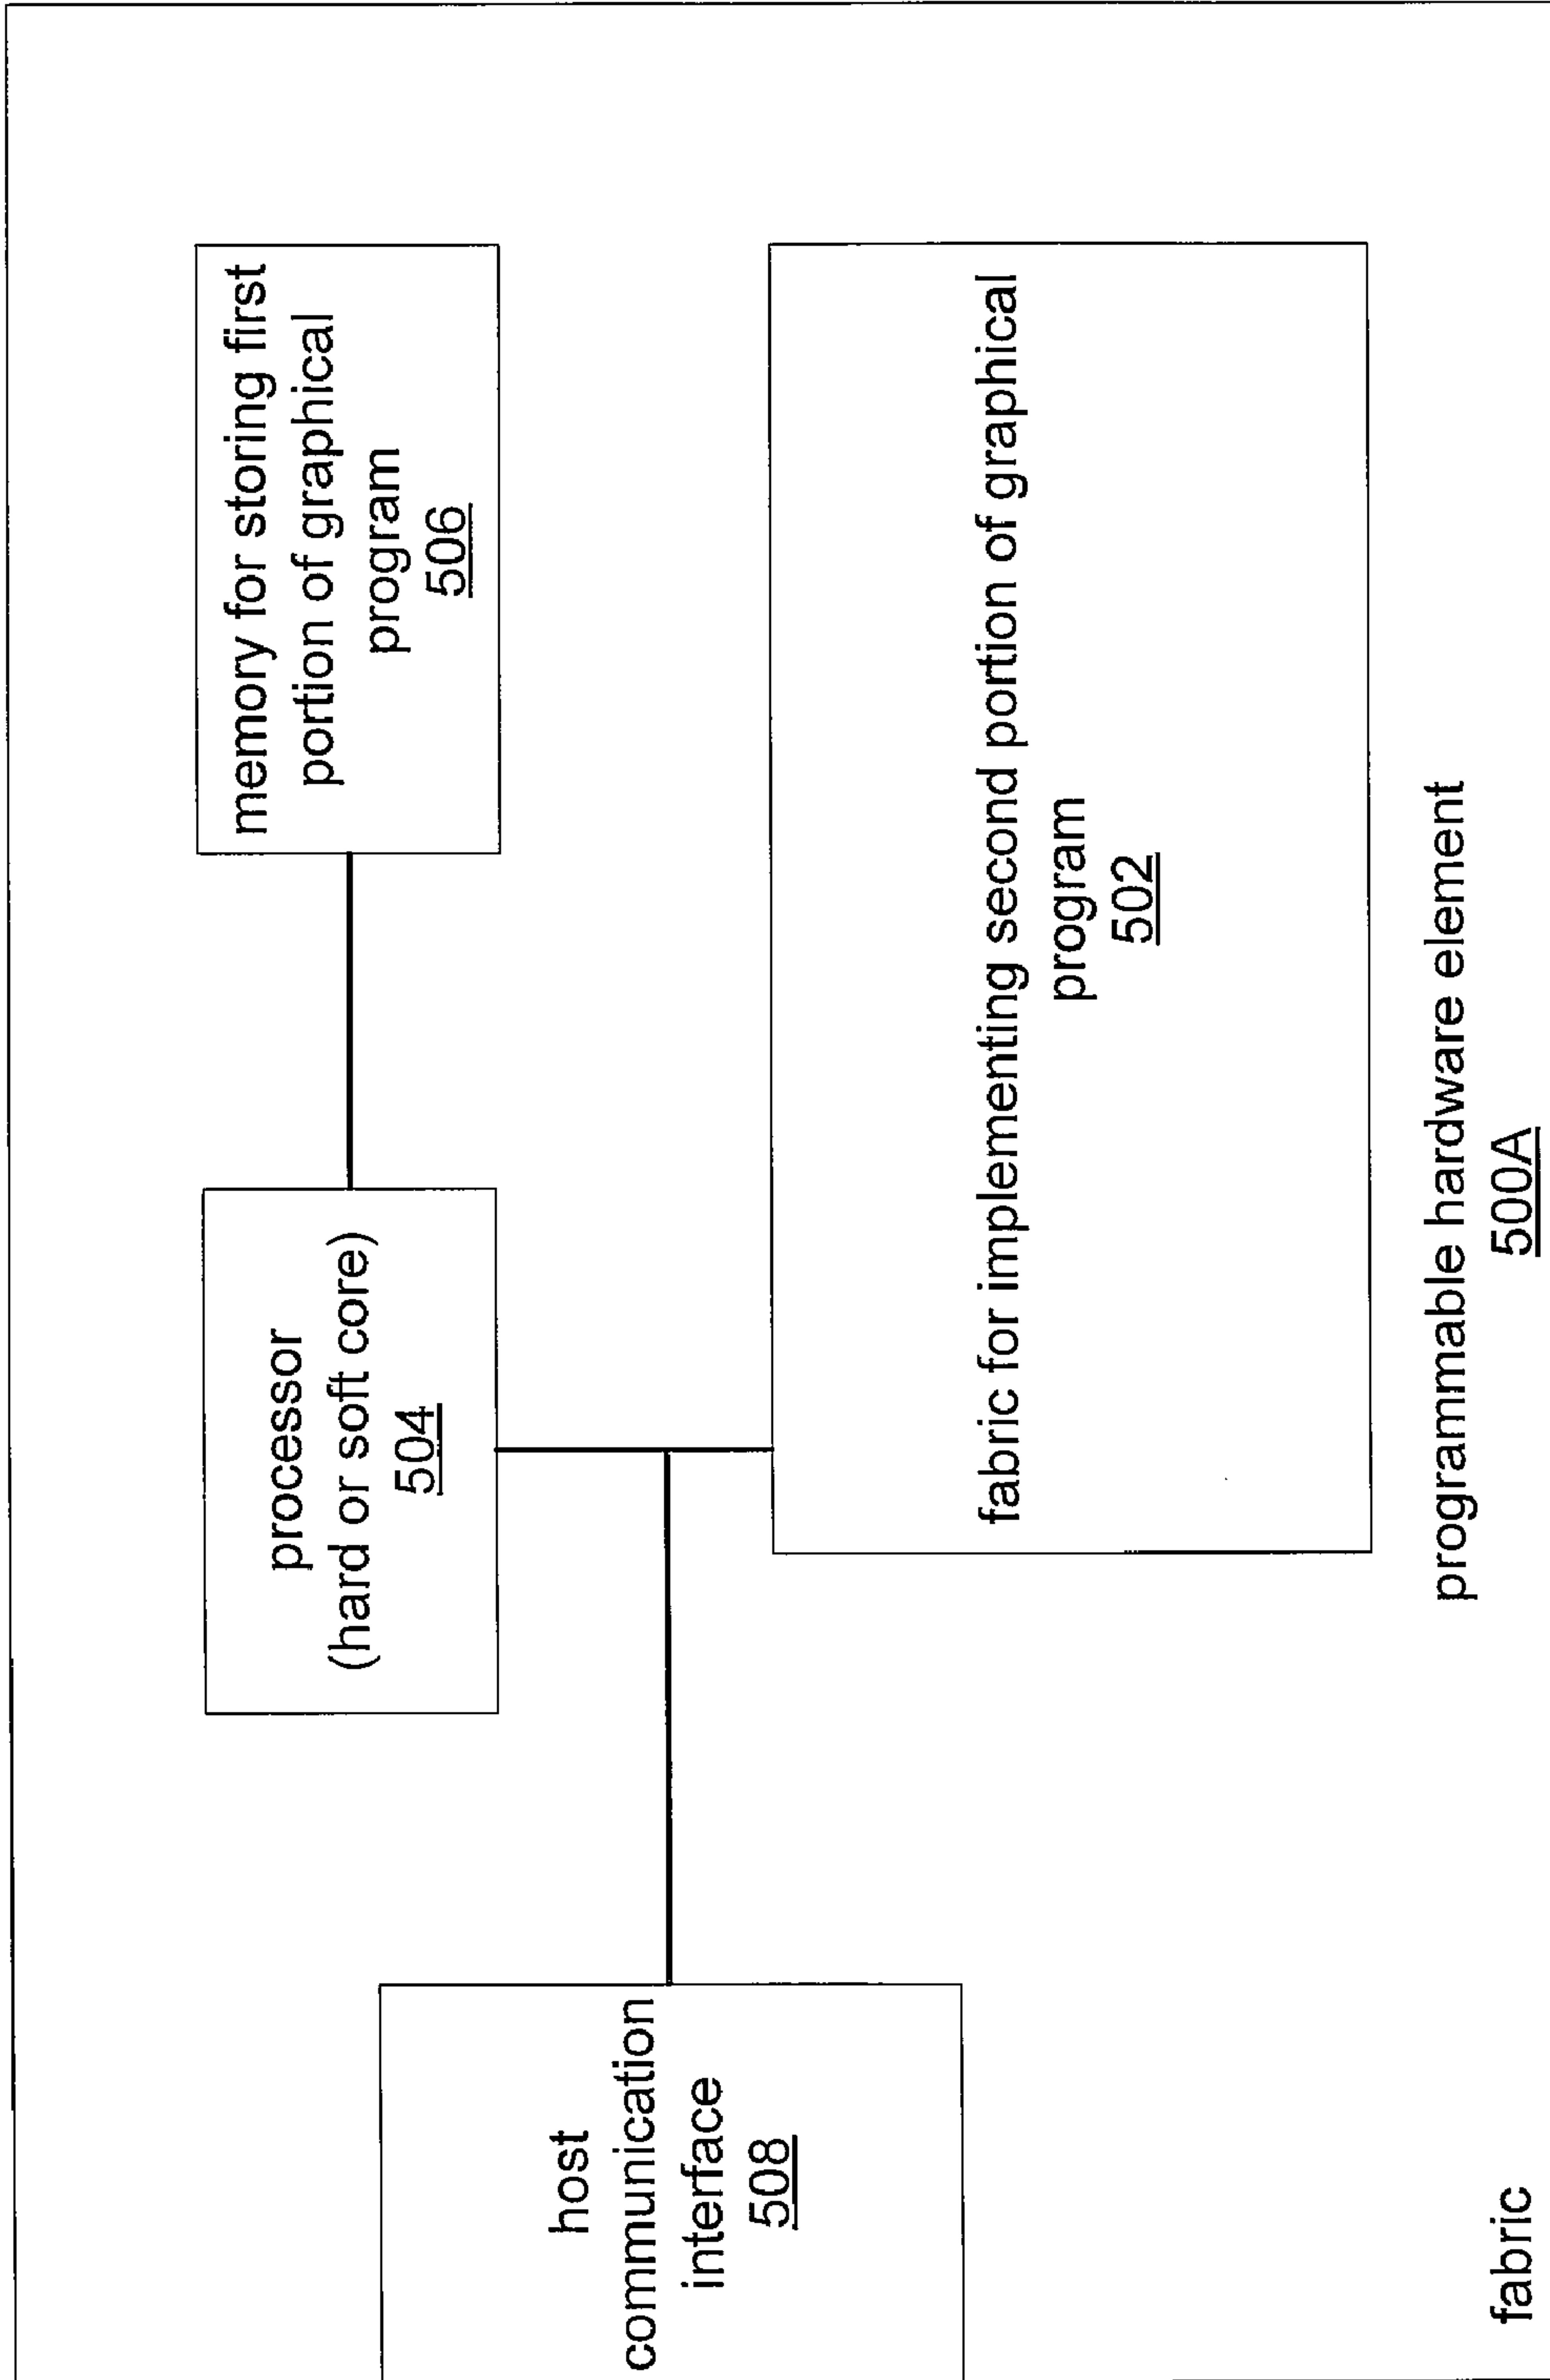 memory for storing first
portion of graphical
program
506
processor
(hard or soft core)
504
host
communication
interface
508
fabric for implementing second portion of graphical
program
502
programmable hardware element
500A
fabric